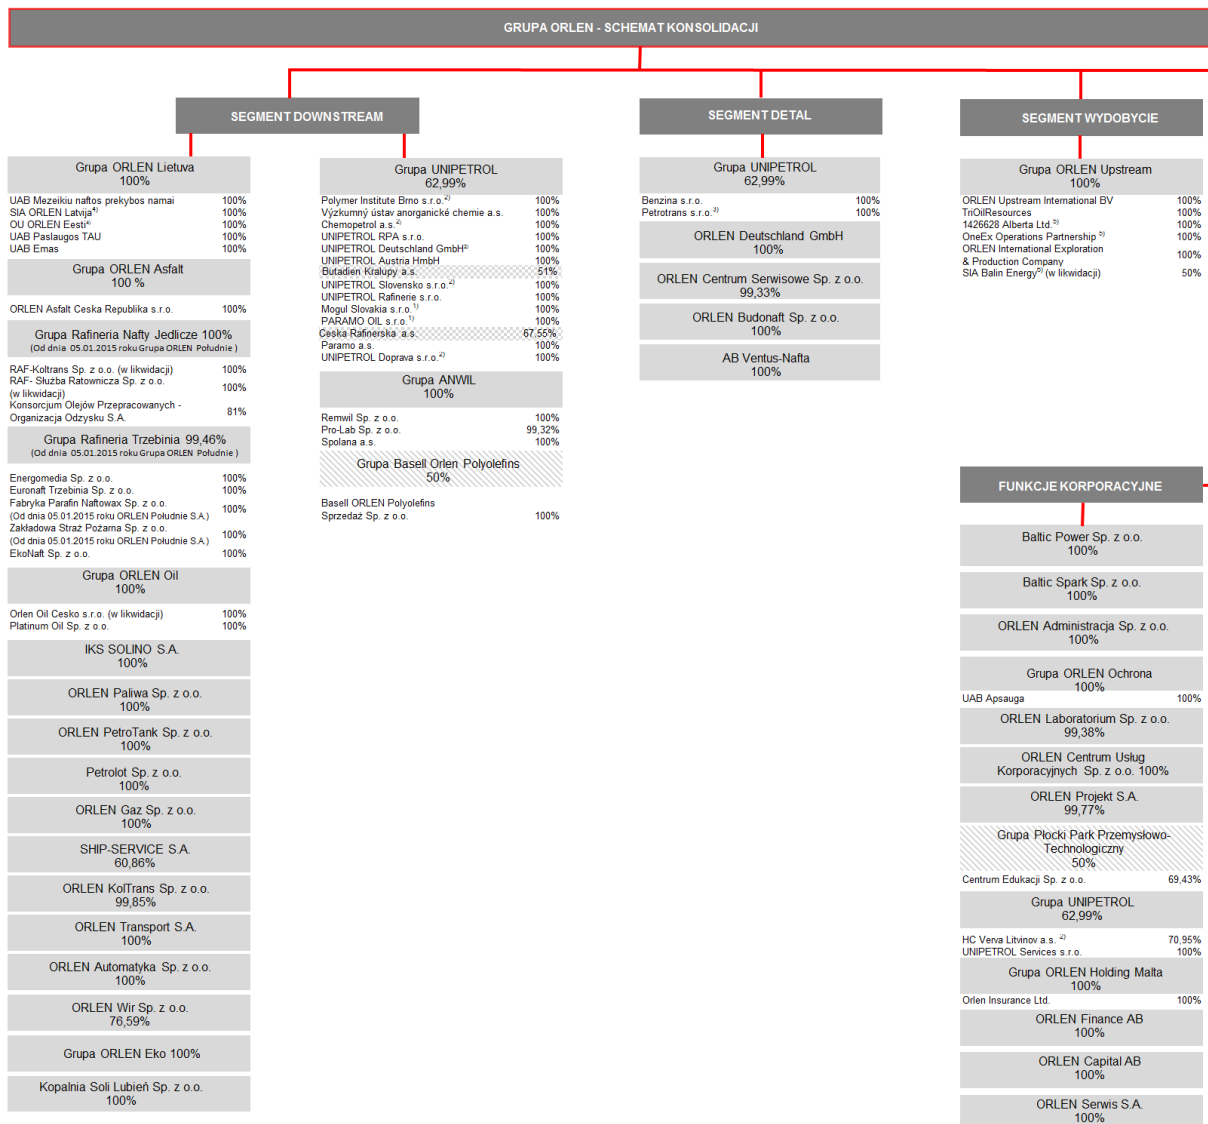 GRUPA ORLEN - SCHEMAT KONSOLIDACJI
SEGMENT DOWNSTREAM
Grupa ORLEN Lietuva
100%
UAB Mezeikiu naftos prekybos namai 100%
SIA ORLEN Latvija4) 100%
OU ORLEN Eesti4) 100%
UAB Paslaugos TAU 100%
UAB Emas 100%
Grupa ORLEN Asfalt
100 %
ORLEN Asfalt Ceska Republika s.r.o. 100%
Grupa Rafineria Nafty Jedlicze 100%
(Od dnia 05.01.2015 roku Grupa ORLEN Południe )
RAF-Koltrans Sp. z o.o. (w likwidacji) 100%
RAF- Służba Ratownicza Sp. z o.o.
(w likwidacji) 100%
Konsorcjum Olejów Przepracowanych -
Organizacja Odzysku S.A. 81%
Grupa Rafineria Trzebinia 99,46%
(Od dnia 05.01.2015 roku Grupa ORLEN Południe )
Energomedia Sp. z o.o. 100%
Euronaft Trzebinia Sp. z o.o. 100%
Fabryka Parafin Naftowax Sp. z o.o.
(Od dnia 05.01.2015 roku ORLEN Południe S.A.) 100%
Zakładowa Straż Pożarna Sp. z o.o.
(Od dnia 05.01.2015 roku ORLEN Południe S.A.) 100%
EkoNaft Sp. z o.o. 100%
Grupa ORLEN Oil
100%
Orlen Oil Cesko s.r.o. (w likwidacji) 100%
Platinum Oil Sp. z o.o. 100%
IKS SOLINO S.A.
100%
ORLEN Paliwa Sp. z o.o.
100%
ORLEN PetroTank Sp. z o.o.
100%
Petrolot Sp. z o.o.
100%
ORLEN Gaz Sp. z o.o.
100%
SHIP-SERVICE S.A.
60,86%
ORLEN KolTrans Sp. z o.o.
99,85%
ORLEN Transport S.A.
100%
ORLEN Automatyka Sp. z o.o.
100%
ORLEN Wir Sp. z o.o.
76,59%
Grupa ORLEN Eko 100%
Kopalnia Soli Lubień Sp. z o.o.
100%
Grupa UNIPETROL
62,99%
Polymer Institute Brno s.r.o.2) 100%
Výzkumný ústav anorganické chemie a.s. 100%
Chemopetrol a.s.2) 100%
UNIPETROL RPA s.r.o. 100%
UNIPETROL Deutschland GmbH2) 100%
UNIPETROL Austria HmbH 100%
Butadien Kralupy a.s. 51%
UNIPETROL Slovensko s.r.o.2) 100%
UNIPETROL Rafinerie s.r.o. 100%
Mogul Slovakia s.r.o.1) 100%
PARAMO OIL s.r.o.1) 100%
Ceska Rafinerska a.s. 67,55%
Paramo a.s. 100%
UNIPETROL Doprava s.r.o.2) 100%
Grupa ANWIL
100%
Remwil Sp. z o.o. 100%
Pro-Lab Sp. z o.o. 99,32%
Spolana a.s. 100%
Grupa Basell Orlen Polyolefins
50%
Basell ORLEN Polyolefins
Sprzedaż Sp. z o.o. 100%
SEGMENT DETAL
Grupa UNIPETROL
62,99%
Benzina s.r.o. 100%
Petrotrans s.r.o.3) 100%
ORLEN Deutschland GmbH
100%
ORLEN Centrum Serwisowe Sp. z o.o.
99,33%
ORLEN Budonaft Sp. z o.o.
100%
AB Ventus-Nafta
100%
SEGMENT WYDOBYCIE
Grupa ORLEN Upstream
100%
ORLEN Upstream International BV 100%
TriOilResources 100%
1426628 Alberta Ltd.5) 100%
OneEx Operations Partnership 5) 100%
ORLEN International Exploration
& Production Company 100%
SIA Balin Energy5) (w likwidacji) 50%
FUNKCJE KORPORACYJNE
Baltic Power Sp. z o.o.
100%
Baltic Spark Sp. z o.o.
100%
ORLEN Administracja Sp. z o.o.
100%
Grupa ORLEN Ochrona
100%
UAB Apsauga 100%
ORLEN Laboratorium Sp. z o.o.
99,38%
ORLEN Centrum Usług
Korporacyjnych Sp. z o.o. 100%
ORLEN Projekt S.A.
99,77%
Grupa Płocki Park Przemysłowo-
Technologiczny
50%
Centrum Edukacji Sp. z o.o. 69,43%
Grupa UNIPETROL
62,99%
HC Verva Litvinov a.s. 2) 70,95%
UNIPETROL Services s.r.o. 100%
Grupa ORLEN Holding Malta
100%
Orlen Insurance Ltd. 100%
ORLEN Finance AB
100%
ORLEN Capital AB
100%
ORLEN Serwis S.A.
100%